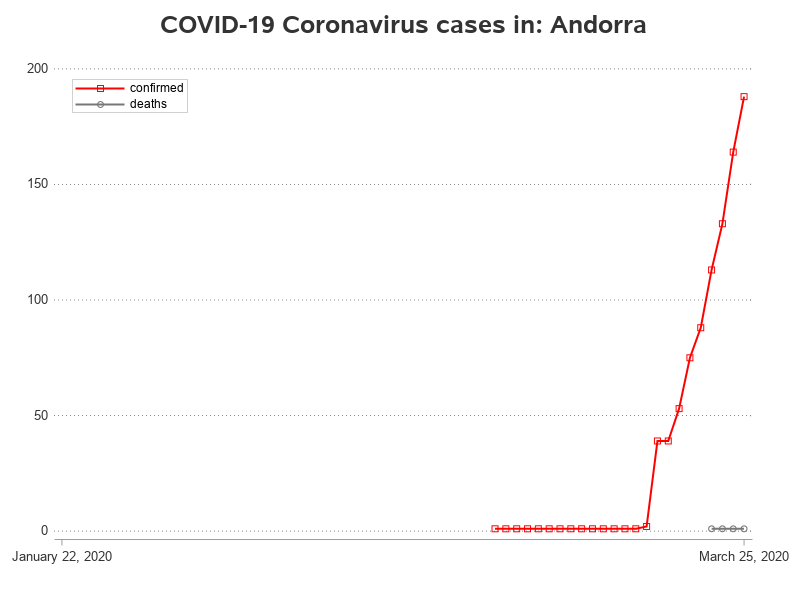 COVID-19 Coronavirus cases in: Andorra
200
confirmed
deaths
150
100
50
0
January 22, 2020
March 25, 2020